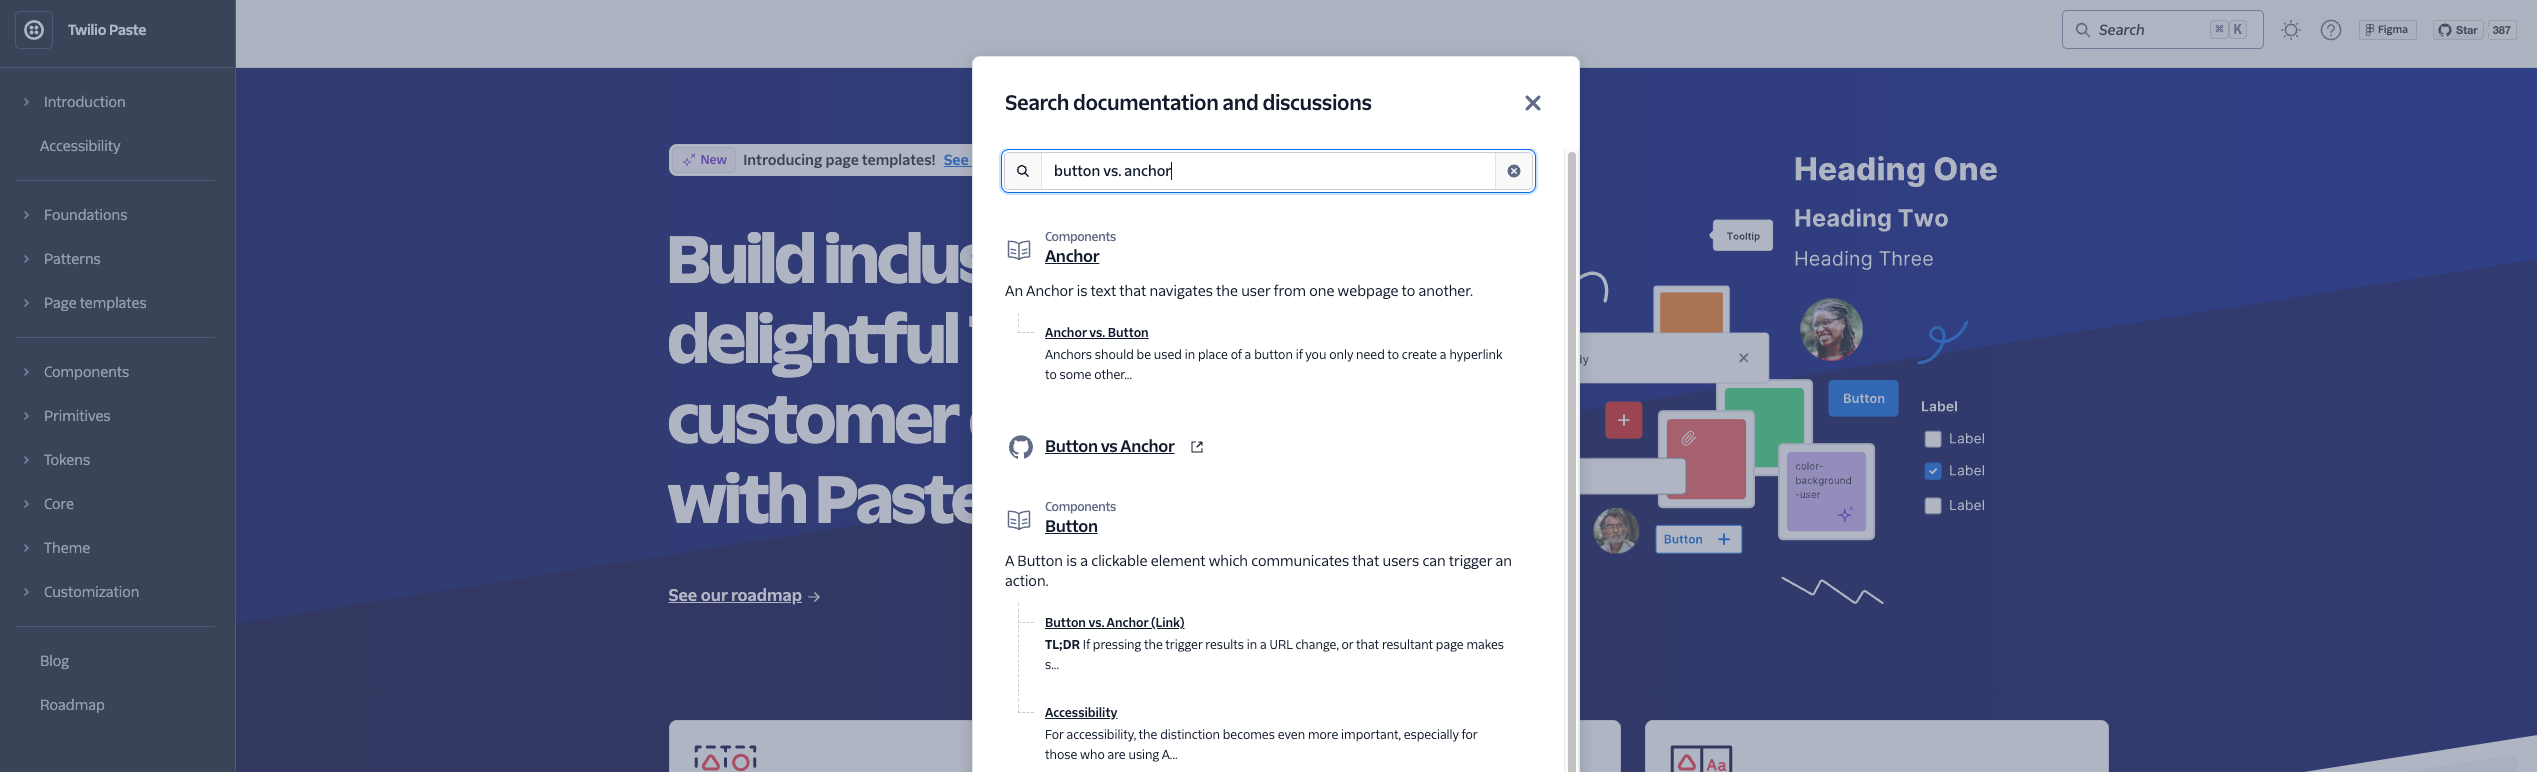 Twilio Paste
Search
⌘ K
Figma
Star
387
Introduction
Accessibility
Foundations
Patterns
Page templates
Components
Primitives
Tokens
Core
Theme
Customization
Blog
Roadmap
New Introducing page templates! See
Build inclus
delightful
customer
with Paste
See our roadmap →
Search documentation and discussions
button vs. anchor
Components
Anchor
An Anchor is text that navigates the user from one webpage to another.
Anchor vs. Button
Anchors should be used in place of a button if you only need to create a hyperlink
to some other...
Button vs Anchor
Components
Button
A Button is a clickable element which communicates that users can trigger an
action.
Button vs. Anchor (Link)
TL;DR If pressing the trigger results in a URL change, or that resultant page makes
s...
Accessibility
For accessibility, the distinction becomes even more important, especially for
those who are using A...
Heading One
Heading Two
Heading Three
Tooltip
dy
Button
Label
Label
Label
Label
color-
background
-user
Button
Aa